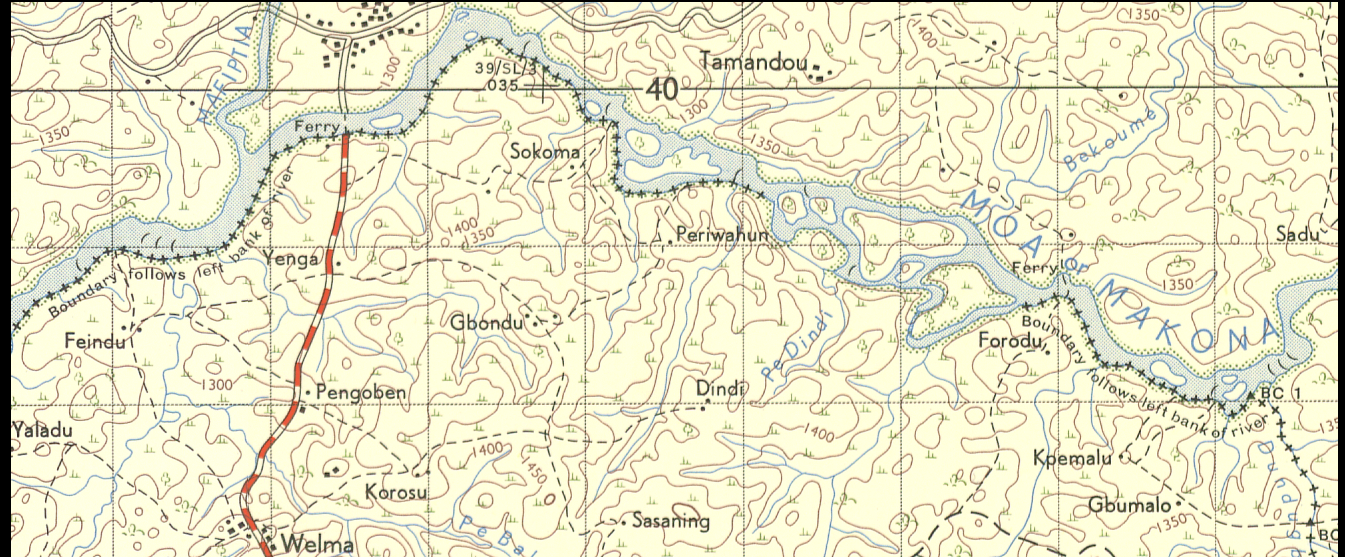 1350
1400
MAFIPTIA
1300
39/SL/3
035
40
Tamandou
1300
1350
Ferry
1350
Sokoma
Bekoume
MOA or MAKONA
1400
1350
Periwahun
Sadu
Yenga
Boundary follows left bank of river
Ferry
1350
Gbondu
Feindu
Pe Dindi
Forodu
Boundary follows left bank of river
1300
Pengoben
Dindi
BC 1
Yaladu
1400
1400
1450
Kpemalu
Korosu
Gbumalo
1350
Sasaning
Welma
BC